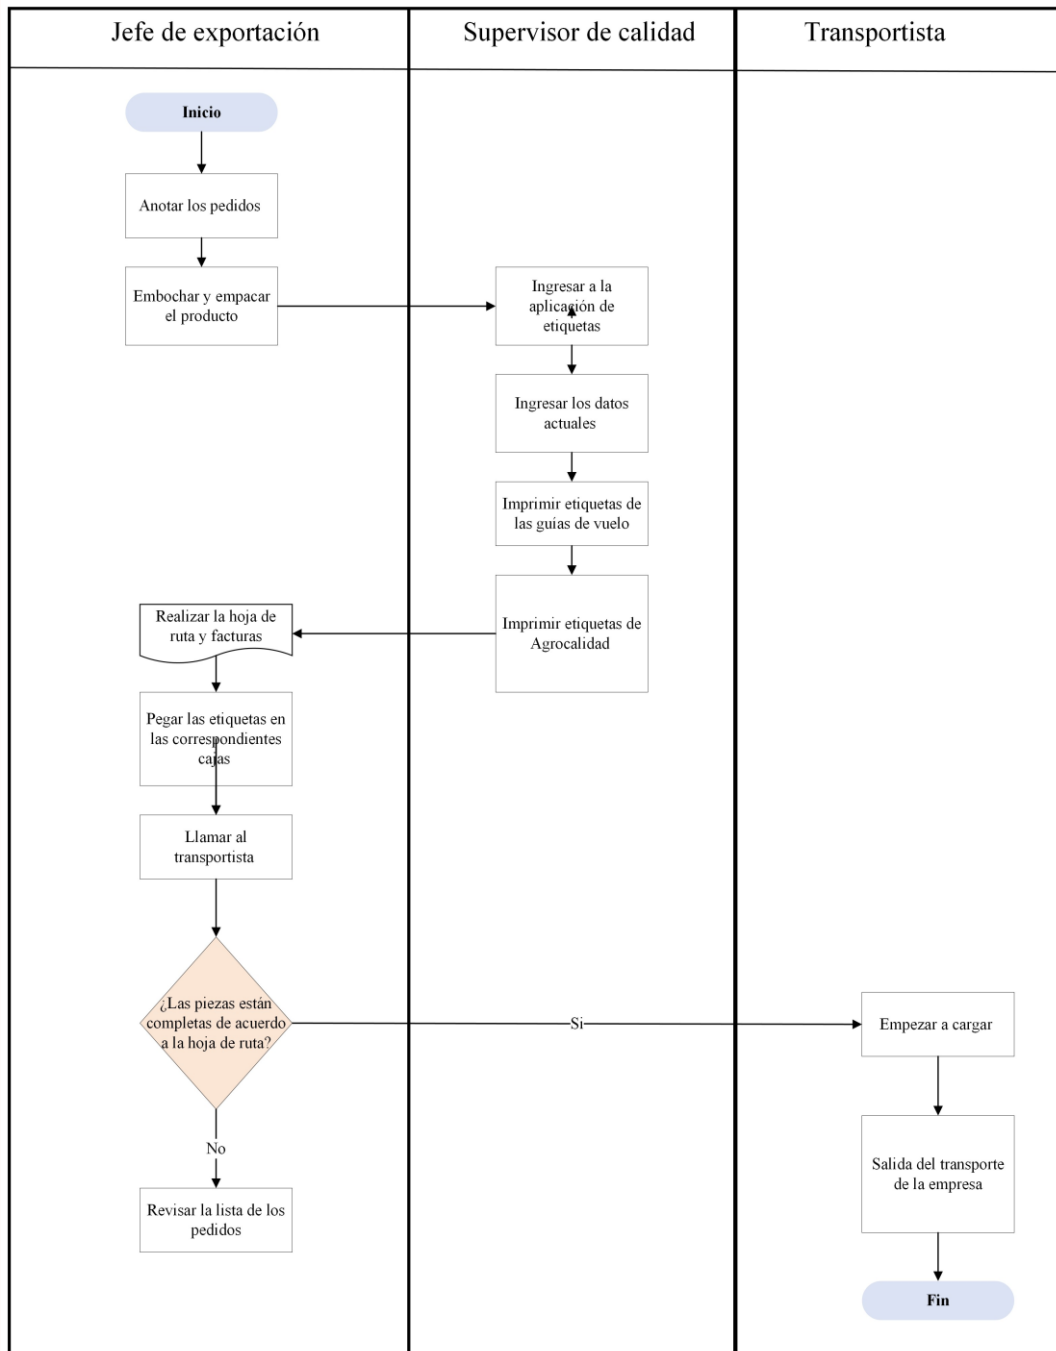 Jefe de exportación
Supervisor de calidad
Transportista
Inicio
Anotar los pedidos
Embochar y empacar
el producto
Ingresar a la
aplicación de
etiquetas
Ingresar los datos
actuales
Imprimir etiquetas de
las guías de vuelo
Imprimir etiquetas de
Agrocalidad
Realizar la hoja de
ruta y facturas
Pegar las etiquetas en
las correspondientes
cajas
Llamar al
transportista
¿Las piezas están
completas de acuerdo
a la hoja de ruta?
Si
Empezar a cargar
No
Salida del transporte
de la empresa
Revisar la lista de los
pedidos
Fin